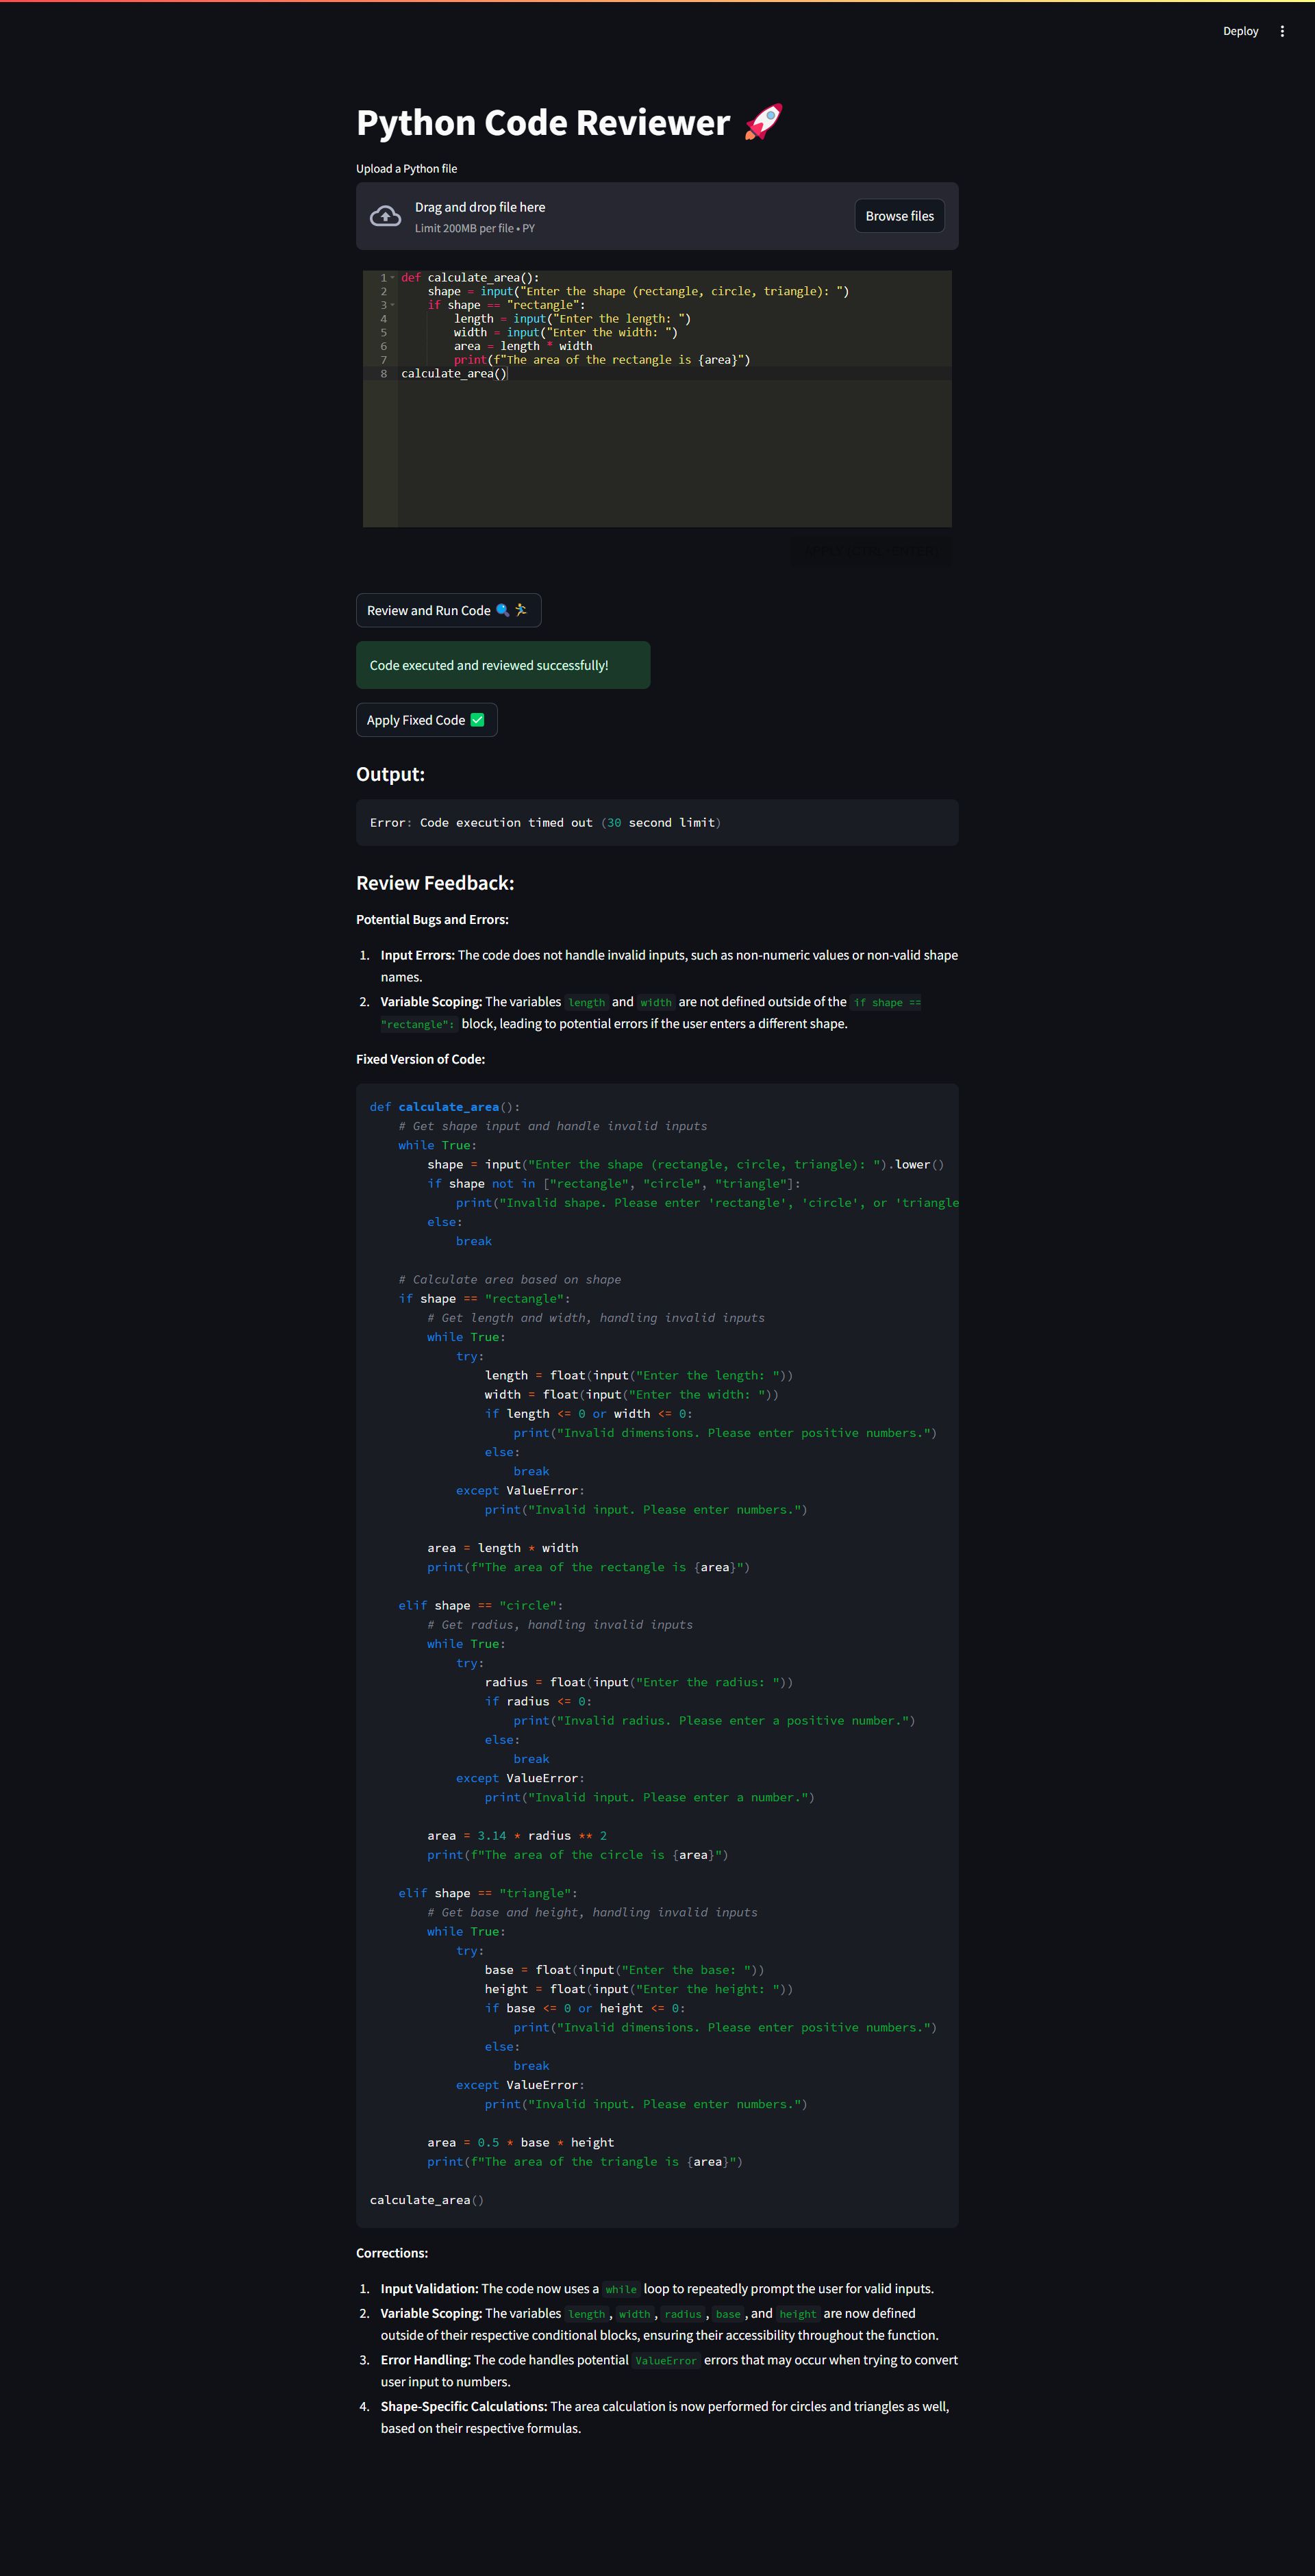 Deploy
Python Code Reviewer 🚀
Upload a Python file
Drag and drop file here
Limit 200MB per file • PY
Browse files
1 def calculate_area():
2     shape = input("Enter the shape (rectangle, circle, triangle): ")
3     if shape == "rectangle":
4         length = input("Enter the length: ")
5         width = input("Enter the width: ")
6         area = length * width
7         print(f"The area of the rectangle is {area}")
8 calculate_area()
Review and Run Code 🔍🏃
Code executed and reviewed successfully!
Apply Fixed Code ✅
Output:
Error: Code execution timed out (30 second limit)
Review Feedback:
Potential Bugs and Errors:
1. Input Errors: The code does not handle invalid inputs, such as non-numeric values or non-valid shape
names.
2. Variable Scoping: The variables length and width are not defined outside of the if shape ==
"rectangle": block, leading to potential errors if the user enters a different shape.
Fixed Version of Code:
def calculate_area():
    # Get shape input and handle invalid inputs
    while True:
        shape = input("Enter the shape (rectangle, circle, triangle): ").lower()
        if shape not in ["rectangle", "circle", "triangle"]:
            print("Invalid shape. Please enter 'rectangle', 'circle', or 'triangle
        else:
            break
    # Calculate area based on shape
    if shape == "rectangle":
        # Get length and width, handling invalid inputs
        while True:
            try:
                length = float(input("Enter the length: "))
                width = float(input("Enter the width: "))
                if length <= 0 or width <= 0:
                    print("Invalid dimensions. Please enter positive numbers.")
                else:
                    break
            except ValueError:
                print("Invalid input. Please enter numbers.")
        area = length * width
        print(f"The area of the rectangle is {area}")
    elif shape == "circle":
        # Get radius, handling invalid inputs
        while True:
            try:
                radius = float(input("Enter the radius: "))
                if radius <= 0:
                    print("Invalid radius. Please enter a positive number.")
                else:
                    break
            except ValueError:
                print("Invalid input. Please enter a number.")
        area = 3.14 * radius ** 2
        print(f"The area of the circle is {area}")
    elif shape == "triangle":
        # Get base and height, handling invalid inputs
        while True:
            try:
                base = float(input("Enter the base: "))
                height = float(input("Enter the height: "))
                if base <= 0 or height <= 0:
                    print("Invalid dimensions. Please enter positive numbers.")
                else:
                    break
            except ValueError:
                print("Invalid input. Please enter numbers.")
        area = 0.5 * base * height
        print(f"The area of the triangle is {area}")
calculate_area()
Corrections:
1. Input Validation: The code now uses a while loop to repeatedly prompt the user for valid inputs.
2. Variable Scoping: The variables length, width, radius, base, and height are now defined
outside of their respective conditional blocks, ensuring their accessibility throughout the function.
3. Error Handling: The code handles potential ValueError errors that may occur when trying to convert
user input to numbers.
4. Shape-Specific Calculations: The area calculation is now performed for circles and triangles as well,
based on their respective formulas.